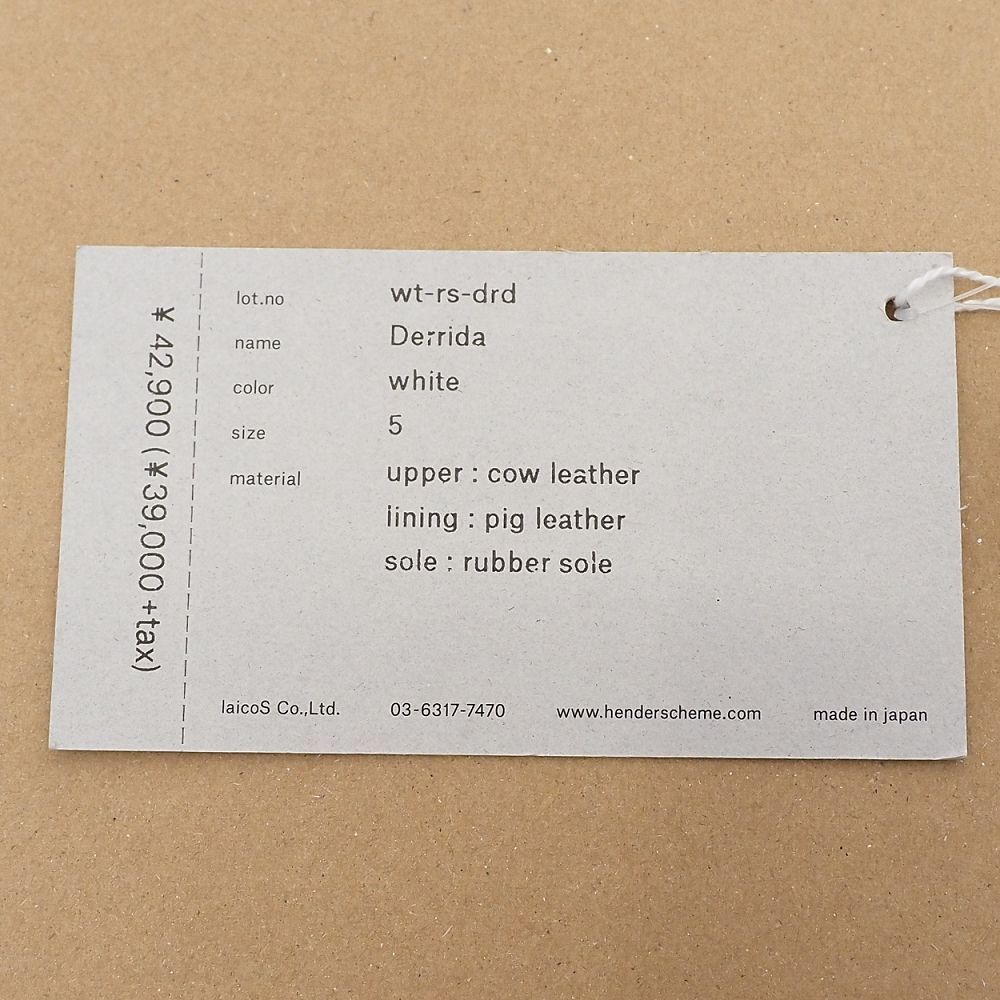 ¥ 42,900 (¥39,000+tax)
lot.no wt-rs-drd
name Derrida
color white
size 5
material upper : cow leather
lining : pig leather
sole : rubber sole
laicoS Co.,Ltd. 03-6317-7470 www.henderscheme.com made in japan